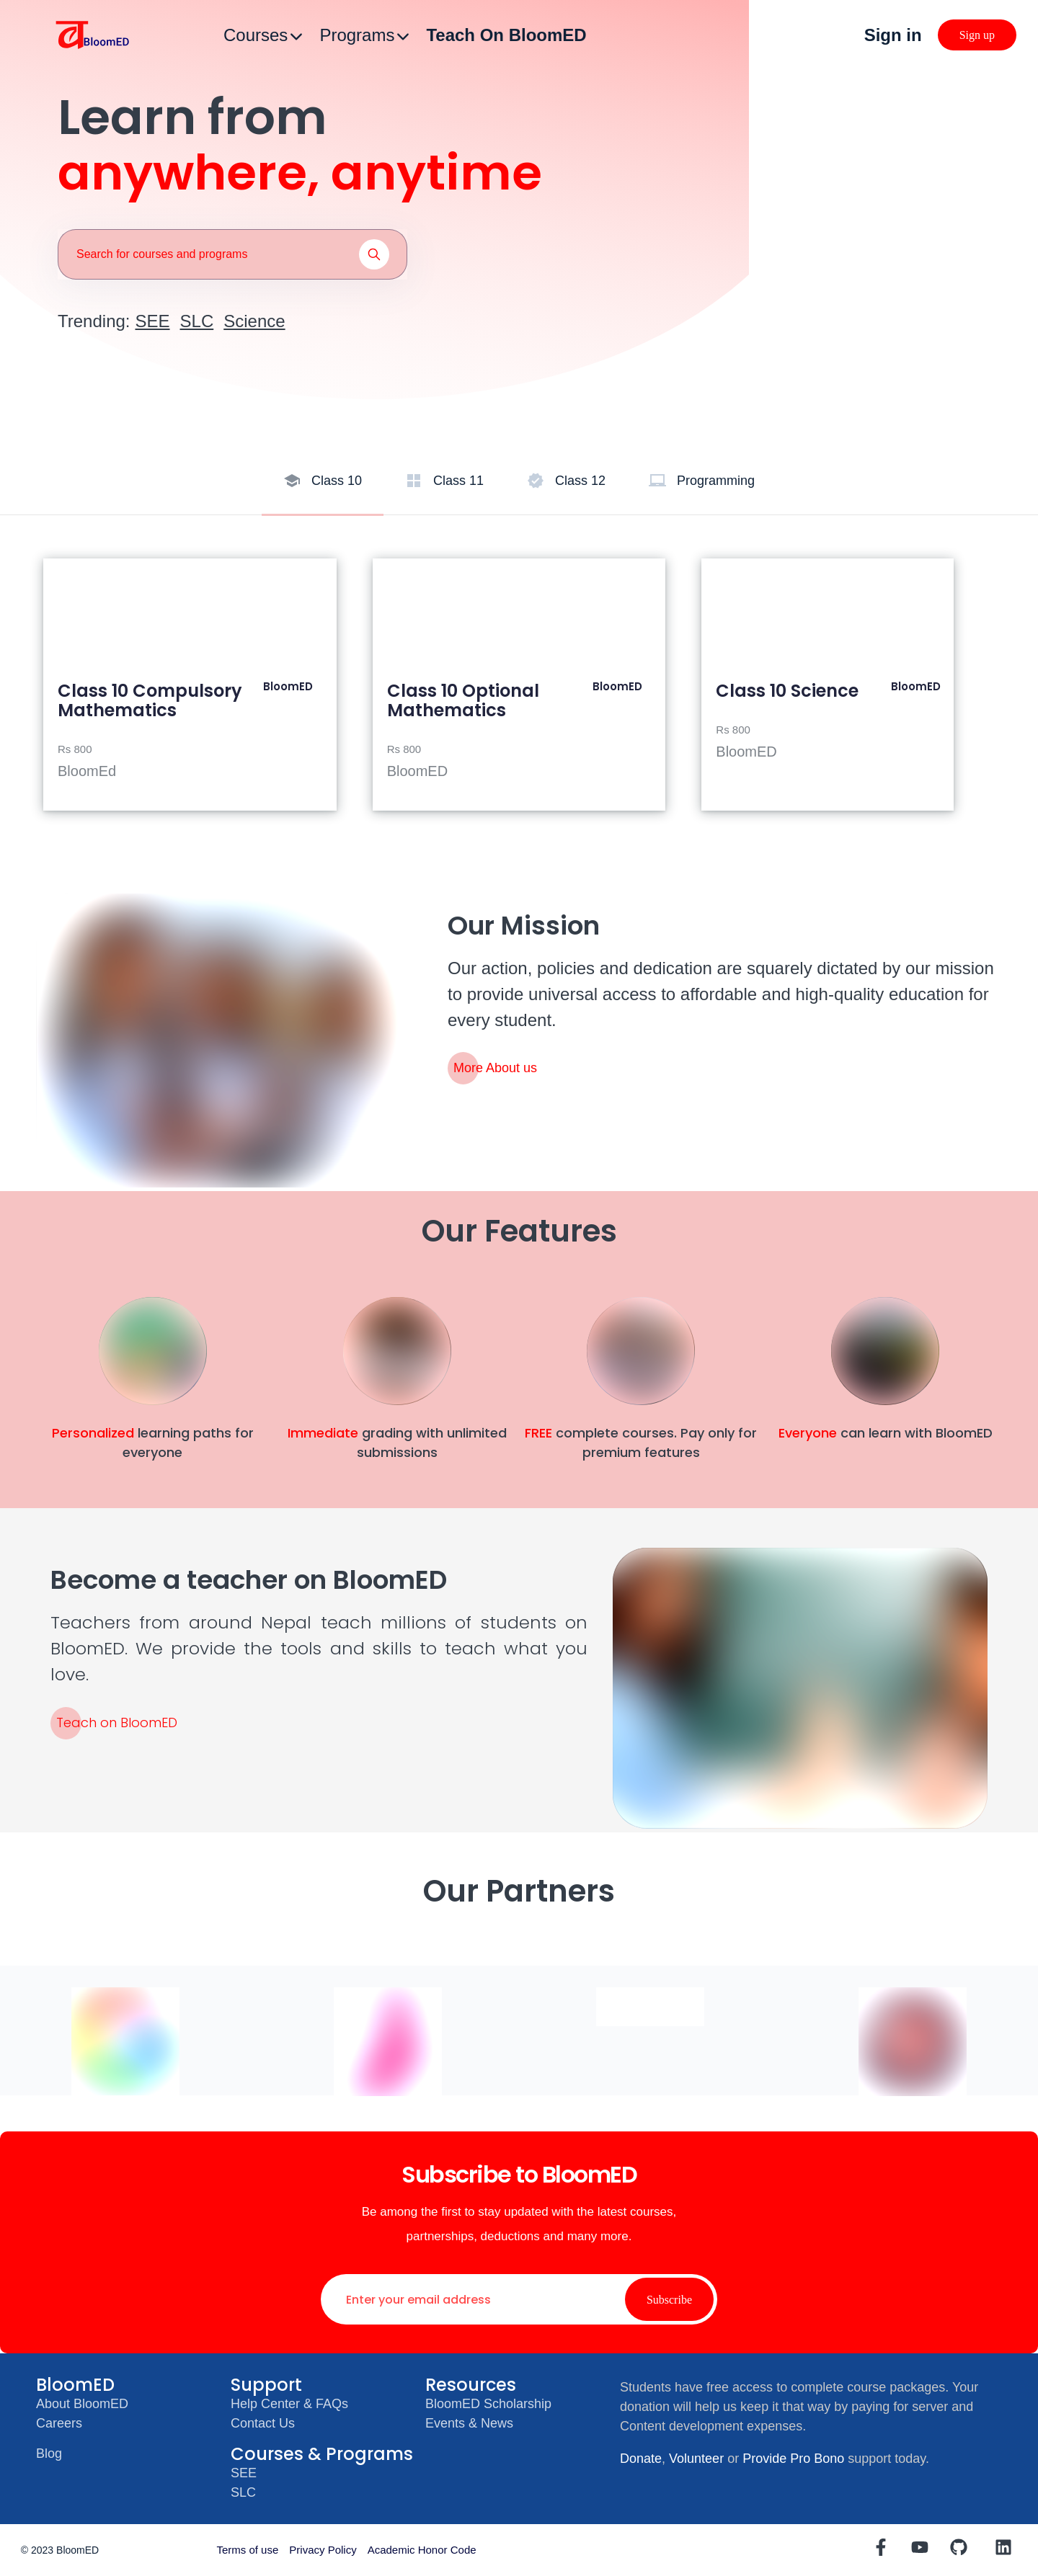 BloomED
Courses Programs Teach On BloomED
Sign in Sign up
Learn from
anywhere, anytime
Search for courses and programs
Trending: SEE SLC Science
Class 10 Class 11 Class 12 Programming
Class 10 Compulsory
Mathematics
BloomED
Rs 800
BloomEd
Class 10 Optional
Mathematics
BloomED
Rs 800
BloomED
Class 10 Science
BloomED
Rs 800
BloomED
Our Mission
Our action, policies and dedication are squarely dictated by our mission
to provide universal access to affordable and high-quality education for
every student.
More About us
Our Features
Personalized learning paths for
everyone
Immediate grading with unlimited
submissions
FREE complete courses. Pay only for
premium features
Everyone can learn with BloomED
Become a teacher on BloomED
Teachers from around Nepal teach millions of students on
BloomED. We provide the tools and skills to teach what you
love.
Teach on BloomED
Our Partners
Subscribe to BloomED
Be among the first to stay updated with the latest courses,
partnerships, deductions and many more.
Enter your email address
Subscribe
BloomED
About BloomED
Careers
Blog
Support
Help Center & FAQs
Contact Us
Courses & Programs
SEE
SLC
Resources
BloomED Scholarship
Events & News
Students have free access to complete course packages. Your
donation will help us keep it that way by paying for server and
Content development expenses.
Donate, Volunteer or Provide Pro Bono support today.
© 2023 BloomED
Terms of use Privacy Policy Academic Honor Code